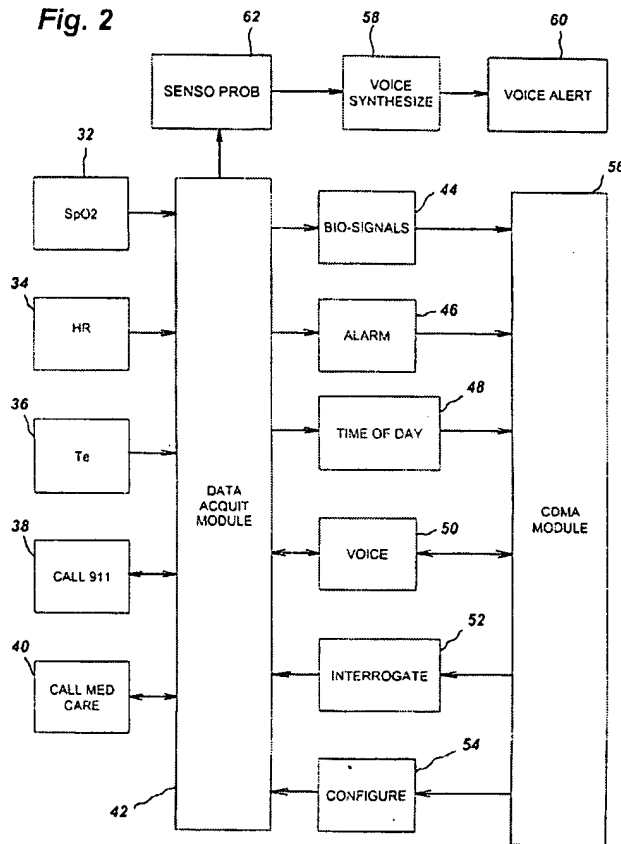 Fig. 2
62
58
60
SENSO PROB
VOICE
SYNTHESIZE
VOICE ALERT
32
56
SpO2
44
BIO-SIGNALS
34
HR
46
ALARM
36
Te
48
TIME OF DAY
DATA
ACQUIT
MODULE
CDMA
MODULE
38
CALL 911
50
VOICE
40
CALL MED
CARE
52
INTERROGATE
54
CONFIGURE
42